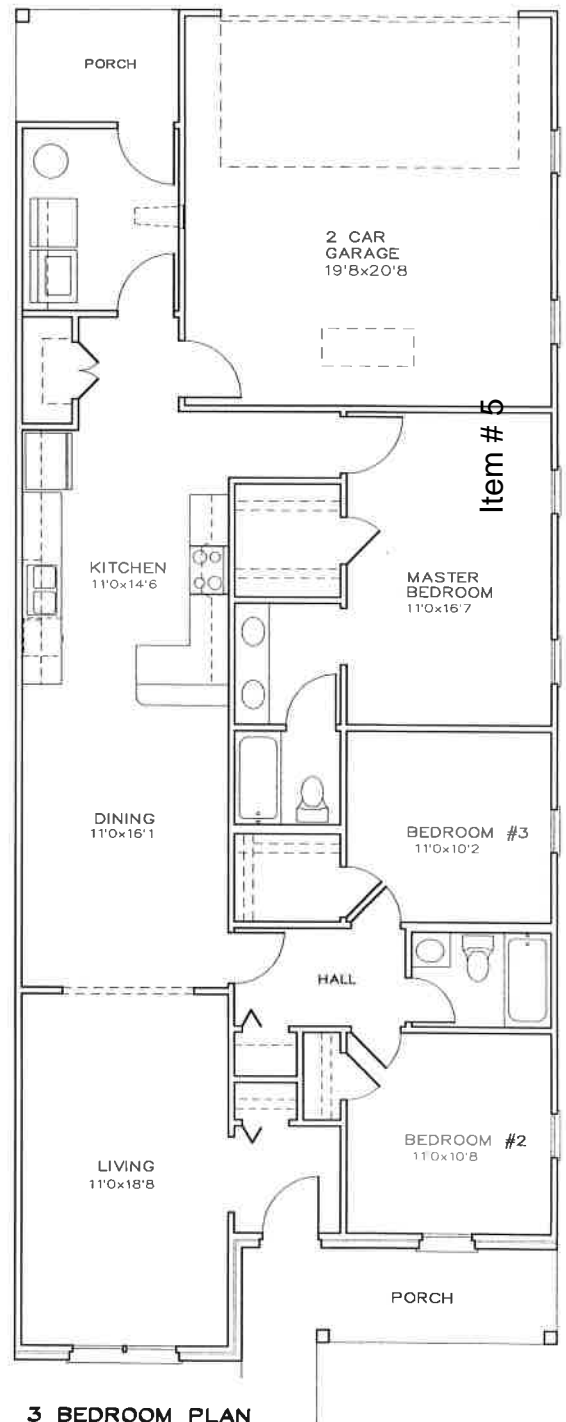 PORCH
2 CAR
GARAGE
19'8x20'8
Item # 5
KITCHEN
11'0x14'6
MASTER
BEDROOM
11'0x16'7
DINING
11'0x16'1
BEDROOM #3
11'0x10'2
HALL
LIVING
11'0x18'8
BEDROOM #2
11'0x10'8
PORCH
3 BEDROOM PLAN